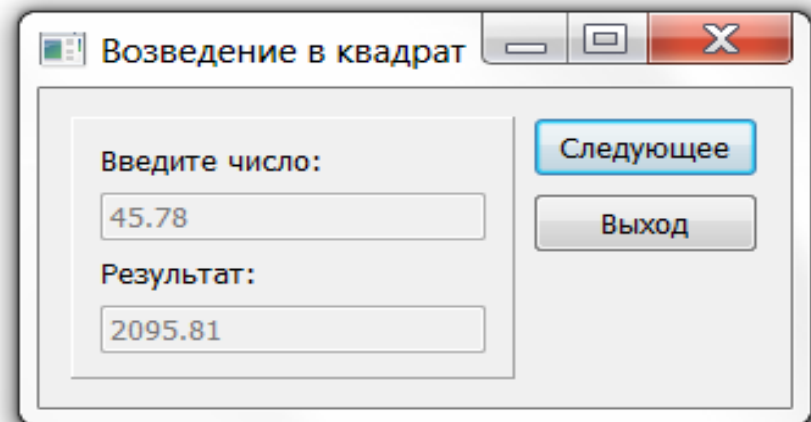 Возведение в квадрат
Введите число:
45.78
Результат:
2095.81
Следующее
Выход